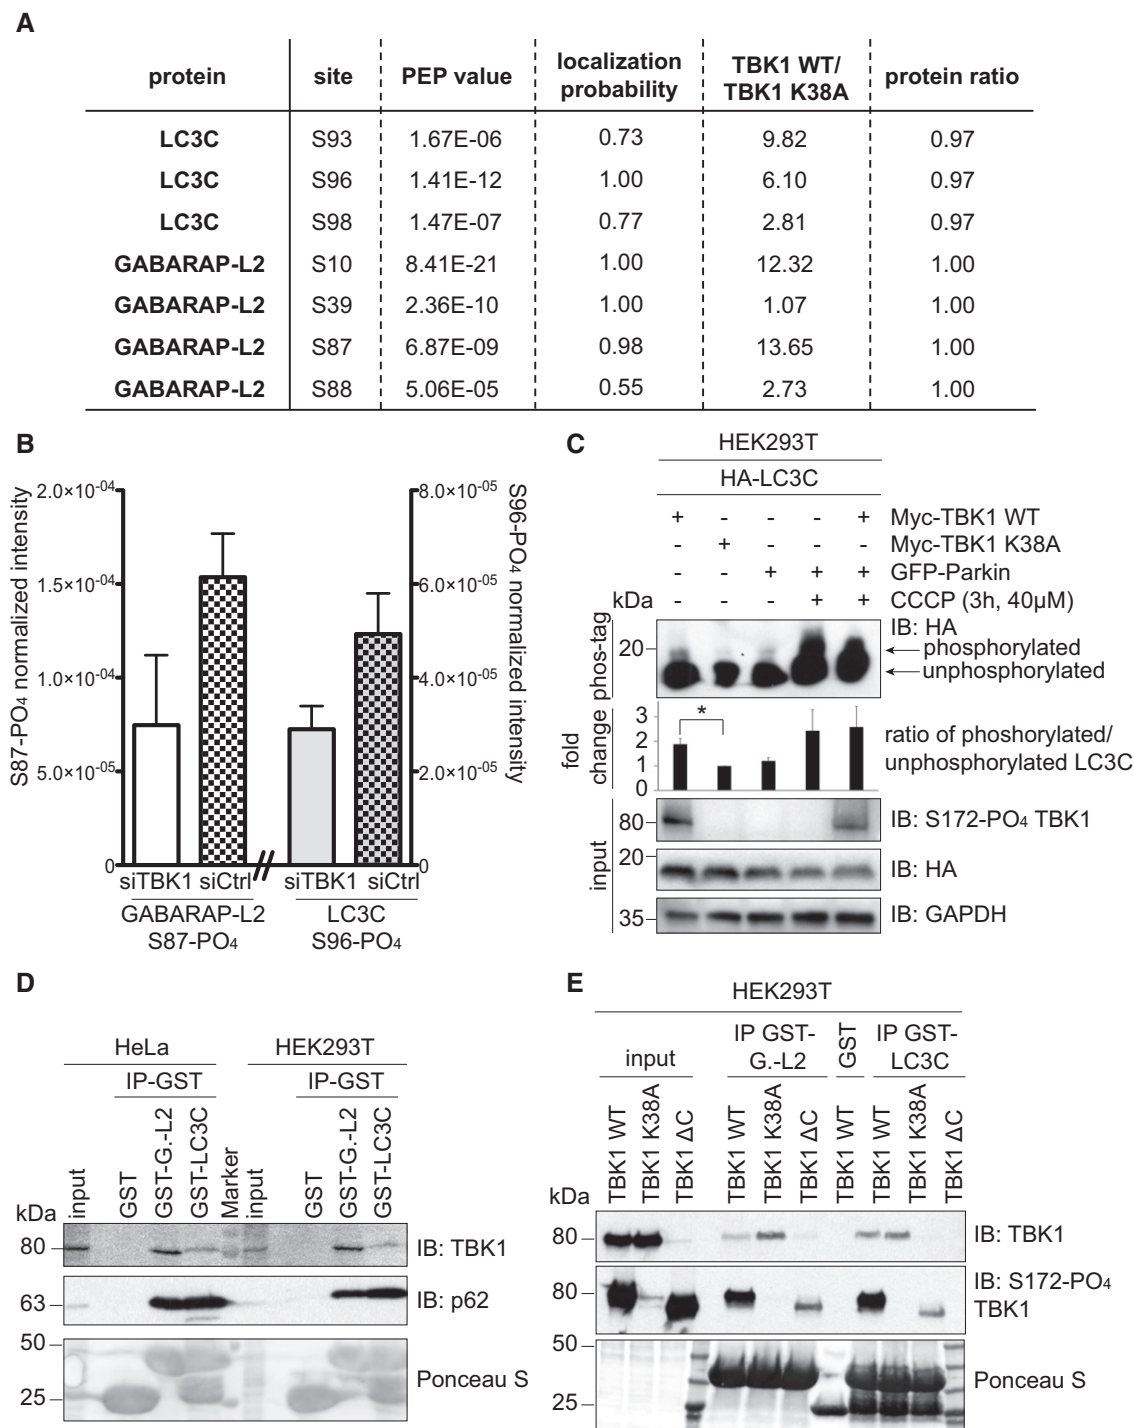 A
protein site PEP value localization probability TBK1 WT/ TBK1 K38A protein ratio
LC3C S93 1.67E-06 0.73 9.82 0.97
LC3C S96 1.41E-12 1.00 6.10 0.97
LC3C S98 1.47E-07 0.77 2.81 0.97
GABARAP-L2 S10 8.41E-21 1.00 12.32 1.00
GABARAP-L2 S39 2.36E-10 1.00 1.07 1.00
GABARAP-L2 S87 6.87E-09 0.98 13.65 1.00
GABARAP-L2 S88 5.06E-05 0.55 2.73 1.00
B
S87-PO4 normalized intensity
2.0×10-04
1.5×10-04
1.0×10-04
5.0×10-05
0
8.0×10-05
6.0×10-05
4.0×10-05
2.0×10-05
0
S96-PO4 normalized intensity
siTBK1 siCtrl siTBK1 siCtrl
GABARAP-L2 LC3C
S87-PO4 S96-PO4
C
HEK293T
HA-LC3C
+ - - - + Myc-TBK1 WT
- + - - - Myc-TBK1 K38A
- - + + + GFP-Parkin
kDa - - - + + CCCP (3h, 40µM)
phos-tag
IB: HA
20
phosphorylated
unphosphorylated
fold change
3
2
1
0
*
ratio of phoshorylated/
unphosphorylated LC3C
input
80 IB: S172-PO4 TBK1
20 IB: HA
35 IB: GAPDH
D
HeLa HEK293T
IP-GST IP-GST
input GST GST-G.-L2 GST-LC3C Marker input GST GST-G.-L2 GST-LC3C
kDa
80 IB: TBK1
63 IB: p62
50
25
Ponceau S
E
HEK293T
input IP GST-G.-L2 GST IP GST-LC3C
TBK1 WT TBK1 K38A TBK1 ΔC TBK1 WT TBK1 K38A TBK1 ΔC TBK1 WT TBK1 WT TBK1 K38A TBK1 ΔC
kDa
80 IB: TBK1
80 IB: S172-PO4 TBK1
50
25
Ponceau S